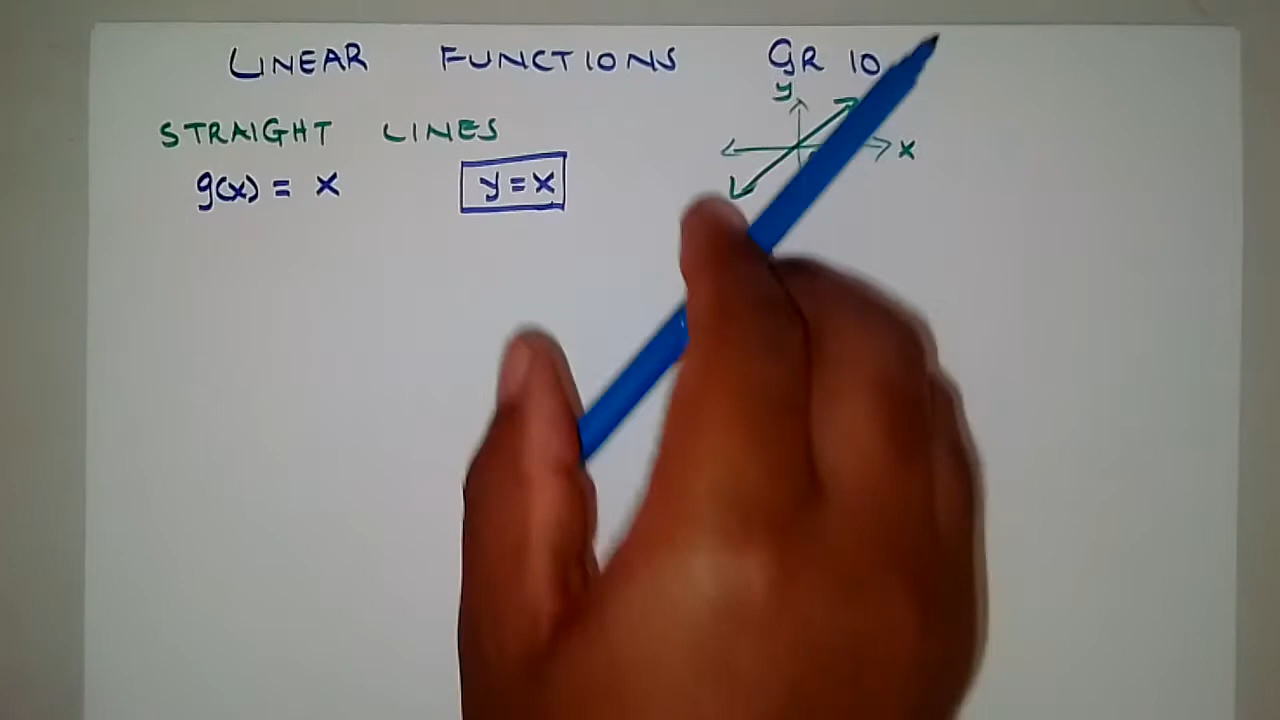 LINEAR FUNCTIONS GR 10
STRAIGHT LINES
g(x) = x
y = x
y
x